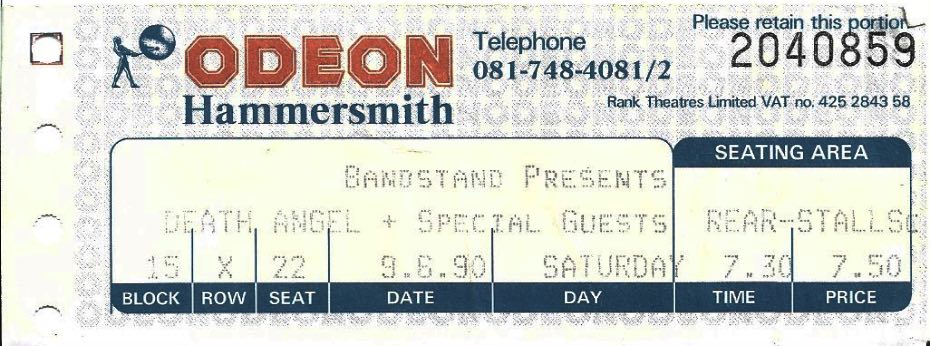 Please retain this portion
ODEON
Hammersmith
Telephone
081-748-4081/2
2040859
Rank Theatres Limited VAT no. 425 2843 58
SEATING AREA
BANDSTAND PRESENTS
DEATH ANGEL + SPECIAL GUESTS REAR-STALLS
15 X 22 9.6.90 SATURDAY 7.30 7.50
BLOCK ROW SEAT DATE DAY TIME PRICE